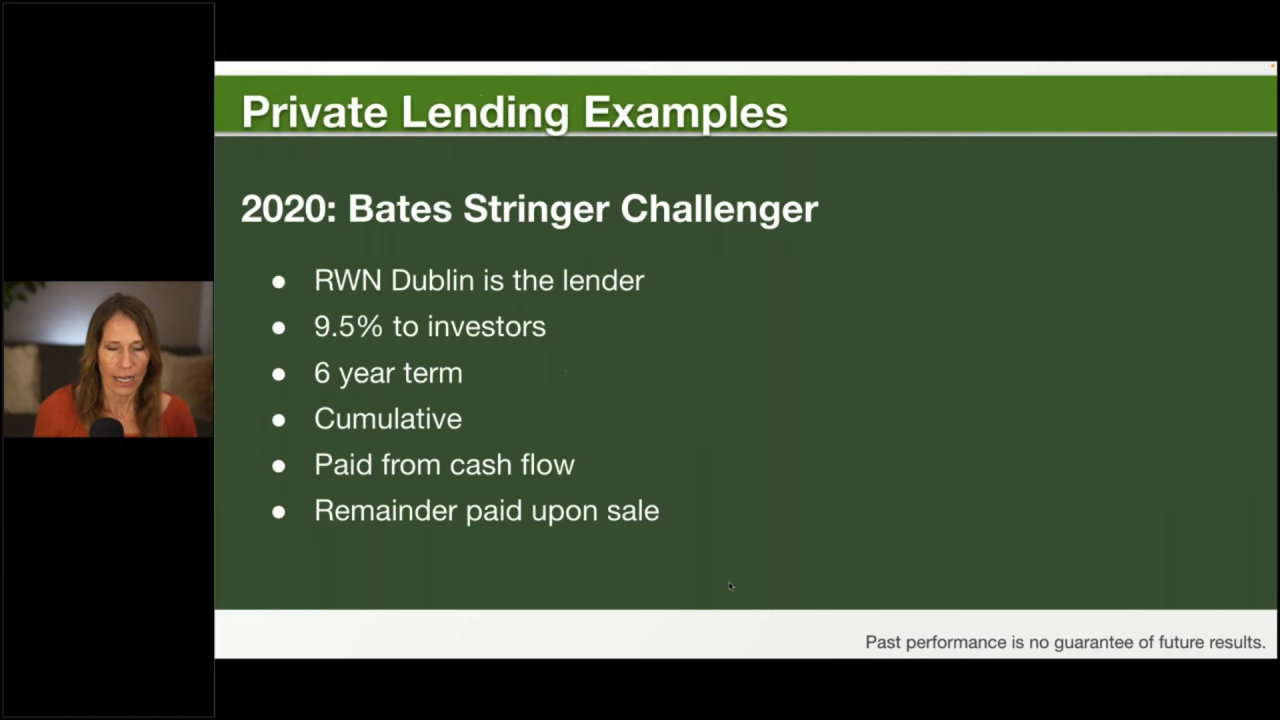 Private Lending Examples
2020: Bates Stringer Challenger
● RWN Dublin is the lender
● 9.5% to investors
● 6 year term
● Cumulative
● Paid from cash flow
● Remainder paid upon sale
Past performance is no guarantee of future results.